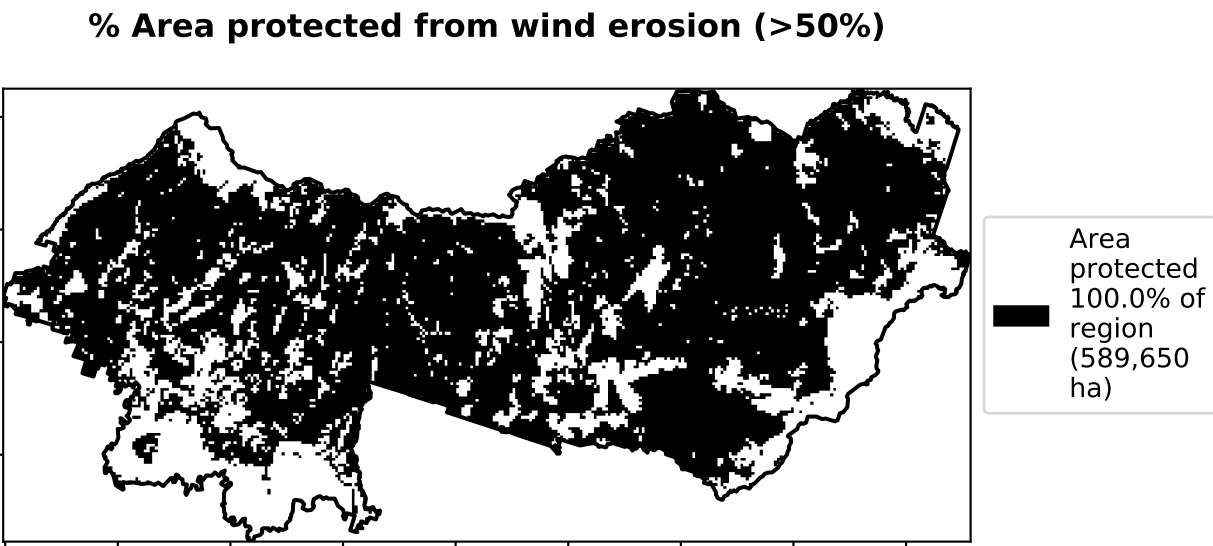 % Area protected from wind erosion (>50%)
Area
protected
100.0% of
region
(589,650
ha)